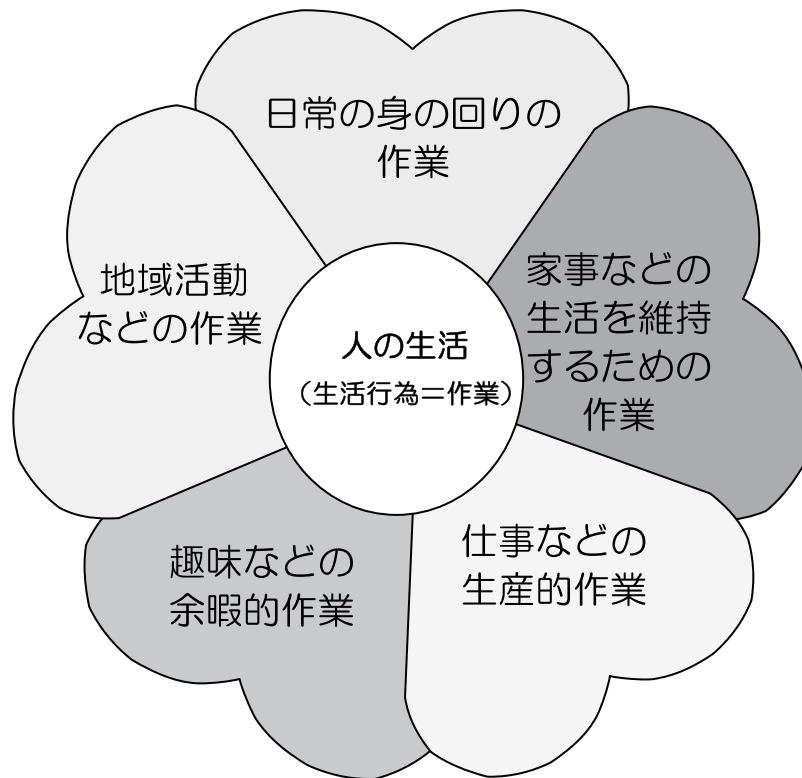 日常の身の回りの
作業
家事などの
生活を維持
するための
作業
仕事などの
生産的作業
趣味などの
余暇的作業
地域活動
などの作業
人の生活
（生活行為＝作業）